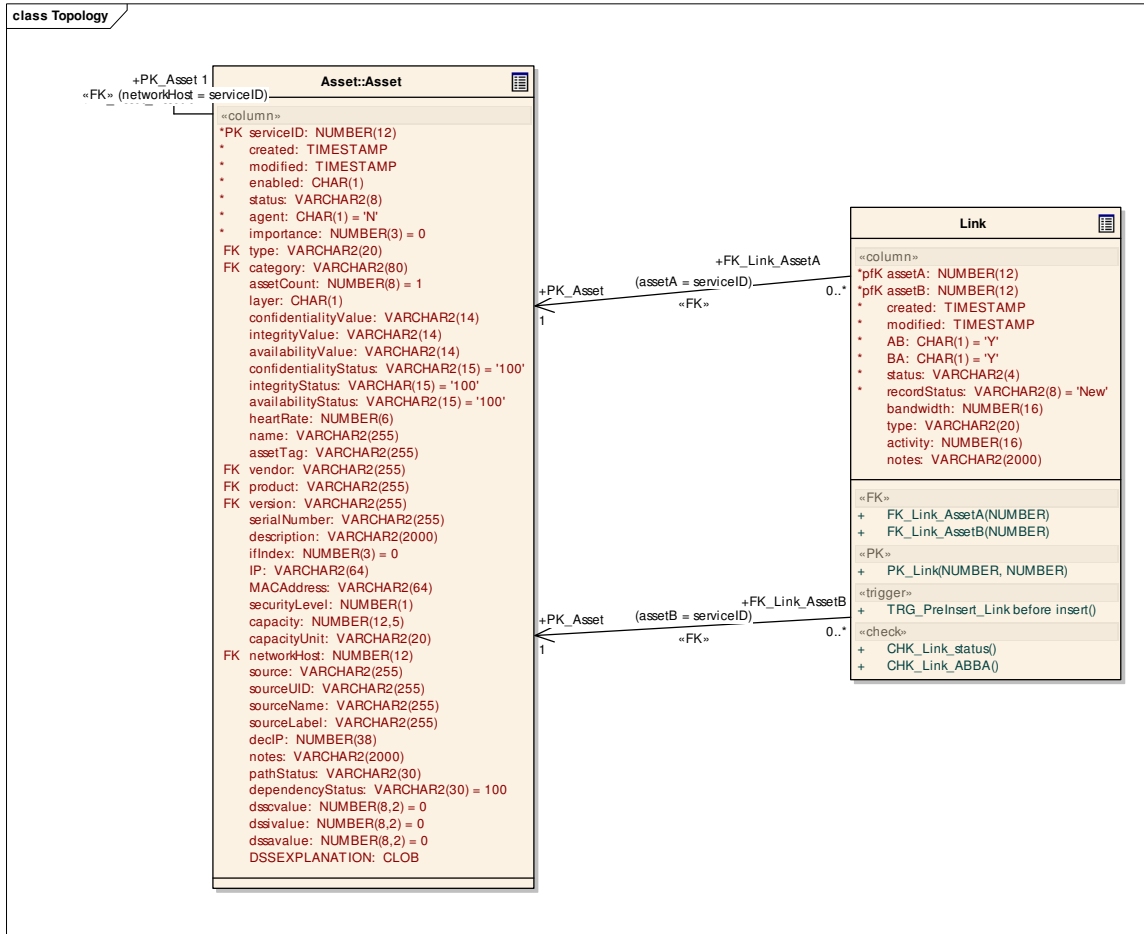 class Topology
+PK_Asset 1
«FK» (networkHost = serviceID)
Asset::Asset
«column»
*PK serviceID: NUMBER(12)
* created: TIMESTAMP
* modified: TIMESTAMP
* enabled: CHAR(1)
* status: VARCHAR2(8)
* agent: CHAR(1) = 'N'
* importance: NUMBER(3) = 0
FK type: VARCHAR2(20)
FK category: VARCHAR2(80)
assetCount: NUMBER(8) = 1
layer: CHAR(1)
confidentialityValue: VARCHAR2(14)
integrityValue: VARCHAR2(14)
availabilityValue: VARCHAR2(14)
confidentialityStatus: VARCHAR2(15) = '100'
integrityStatus: VARCHAR(15) = '100'
availabilityStatus: VARCHAR2(15) = '100'
heartRate: NUMBER(6)
name: VARCHAR2(255)
assetTag: VARCHAR2(255)
FK vendor: VARCHAR2(255)
FK product: VARCHAR2(255)
FK version: VARCHAR2(255)
serialNumber: VARCHAR2(255)
description: VARCHAR2(2000)
ifIndex: NUMBER(3) = 0
IP: VARCHAR2(64)
MACAddress: VARCHAR2(64)
securityLevel: NUMBER(1)
capacity: NUMBER(12,5)
capacityUnit: VARCHAR2(20)
FK networkHost: NUMBER(12)
source: VARCHAR2(255)
sourceUID: VARCHAR2(255)
sourceName: VARCHAR2(255)
sourceLabel: VARCHAR2(255)
decIP: NUMBER(38)
notes: VARCHAR2(2000)
pathStatus: VARCHAR2(30)
dependencyStatus: VARCHAR2(30) = 100
dsscvalue: NUMBER(8,2) = 0
dssivalue: NUMBER(8,2) = 0
dssavalue: NUMBER(8,2) = 0
DSSEXPLANATION: CLOB
+FK_Link_AssetA
+PK_Asset
(assetA = serviceID)
0..*
1
«FK»
+FK_Link_AssetB
+PK_Asset
(assetB = serviceID)
0..*
1
«FK»
Link
«column»
*pfK assetA: NUMBER(12)
*pfK assetB: NUMBER(12)
* created: TIMESTAMP
* modified: TIMESTAMP
* AB: CHAR(1) = 'Y'
* BA: CHAR(1) = 'Y'
* status: VARCHAR2(4)
* recordStatus: VARCHAR2(8) = 'New'
bandwidth: NUMBER(16)
type: VARCHAR2(20)
activity: NUMBER(16)
notes: VARCHAR2(2000)
«FK»
+ FK_Link_AssetA(NUMBER)
+ FK_Link_AssetB(NUMBER)
«PK»
+ PK_Link(NUMBER, NUMBER)
«trigger»
+ TRG_PreInsert_Link before insert()
«check»
+ CHK_Link_status()
+ CHK_Link_ABBA()